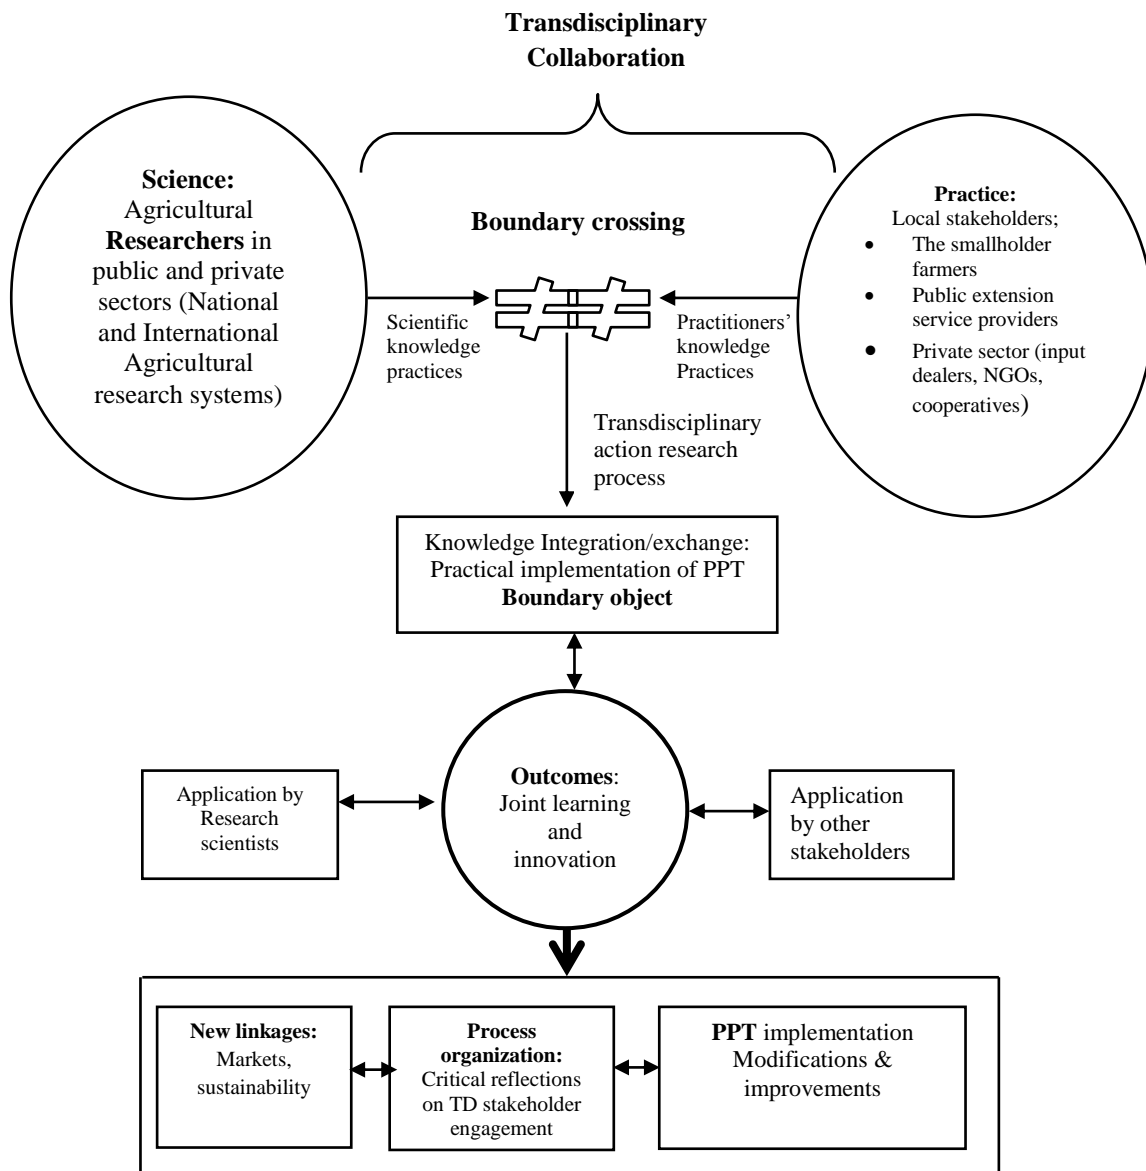 Transdisciplinary
Collaboration
Science:
Agricultural
Researchers in
public and private
sectors (National
and International
Agricultural
research systems)
Boundary crossing
Practice:
Local stakeholders;
• The smallholder
farmers
• Public extension
service providers
• Private sector (input
dealers, NGOs,
cooperatives)
Scientific
knowledge
practices
Practitioners’
knowledge
Practices
Transdisciplinary
action research
process
Knowledge Integration/exchange:
Practical implementation of PPT
Boundary object
Application by
Research
scientists
Outcomes:
Joint learning
and
innovation
Application
by other
stakeholders
New linkages:
Markets,
sustainability
Process
organization:
Critical reflections
on TD stakeholder
engagement
PPT implementation
Modifications &
improvements